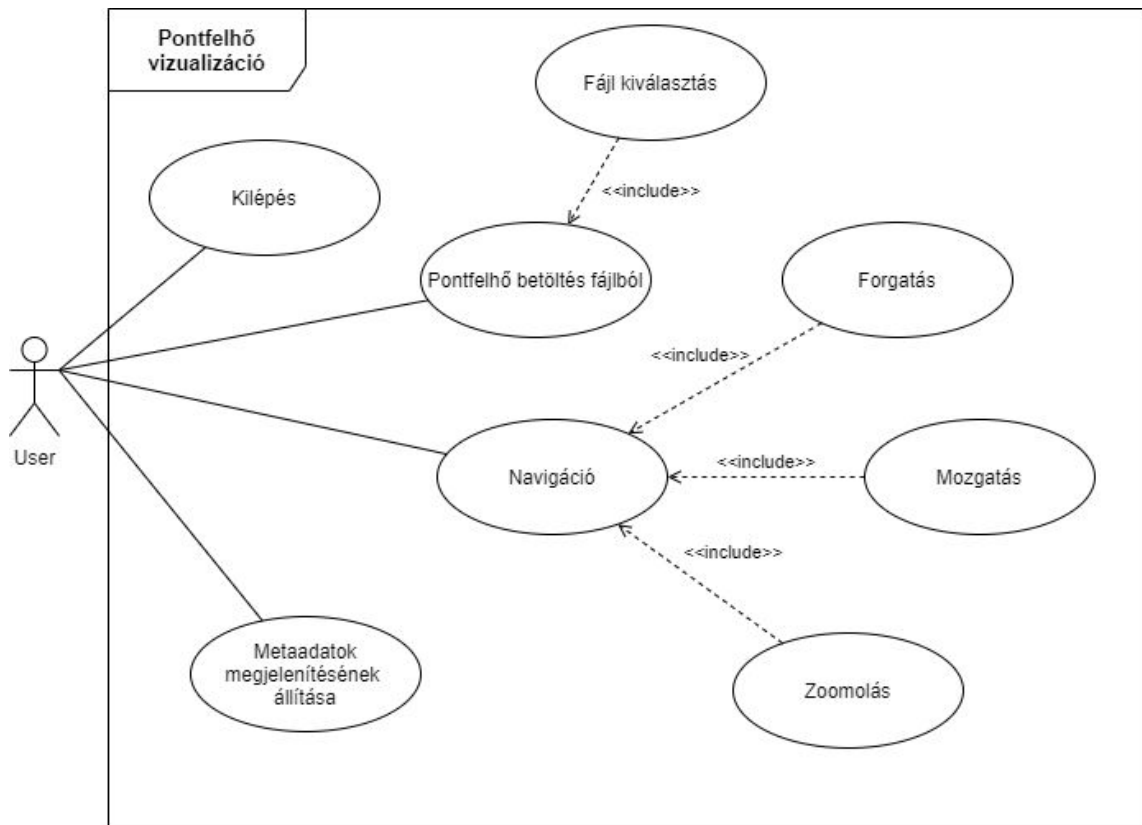 Pontfelhő
vizualizáció
Fájl kiválasztás
Kilépés
<<include>>
Pontfelhő betöltés fájlból
Forgatás
<<include>>
User
Navigáció
<<include>>
Mozgatás
<<include>>
Metaadatok
megjelenítésének
állítása
Zoomolás